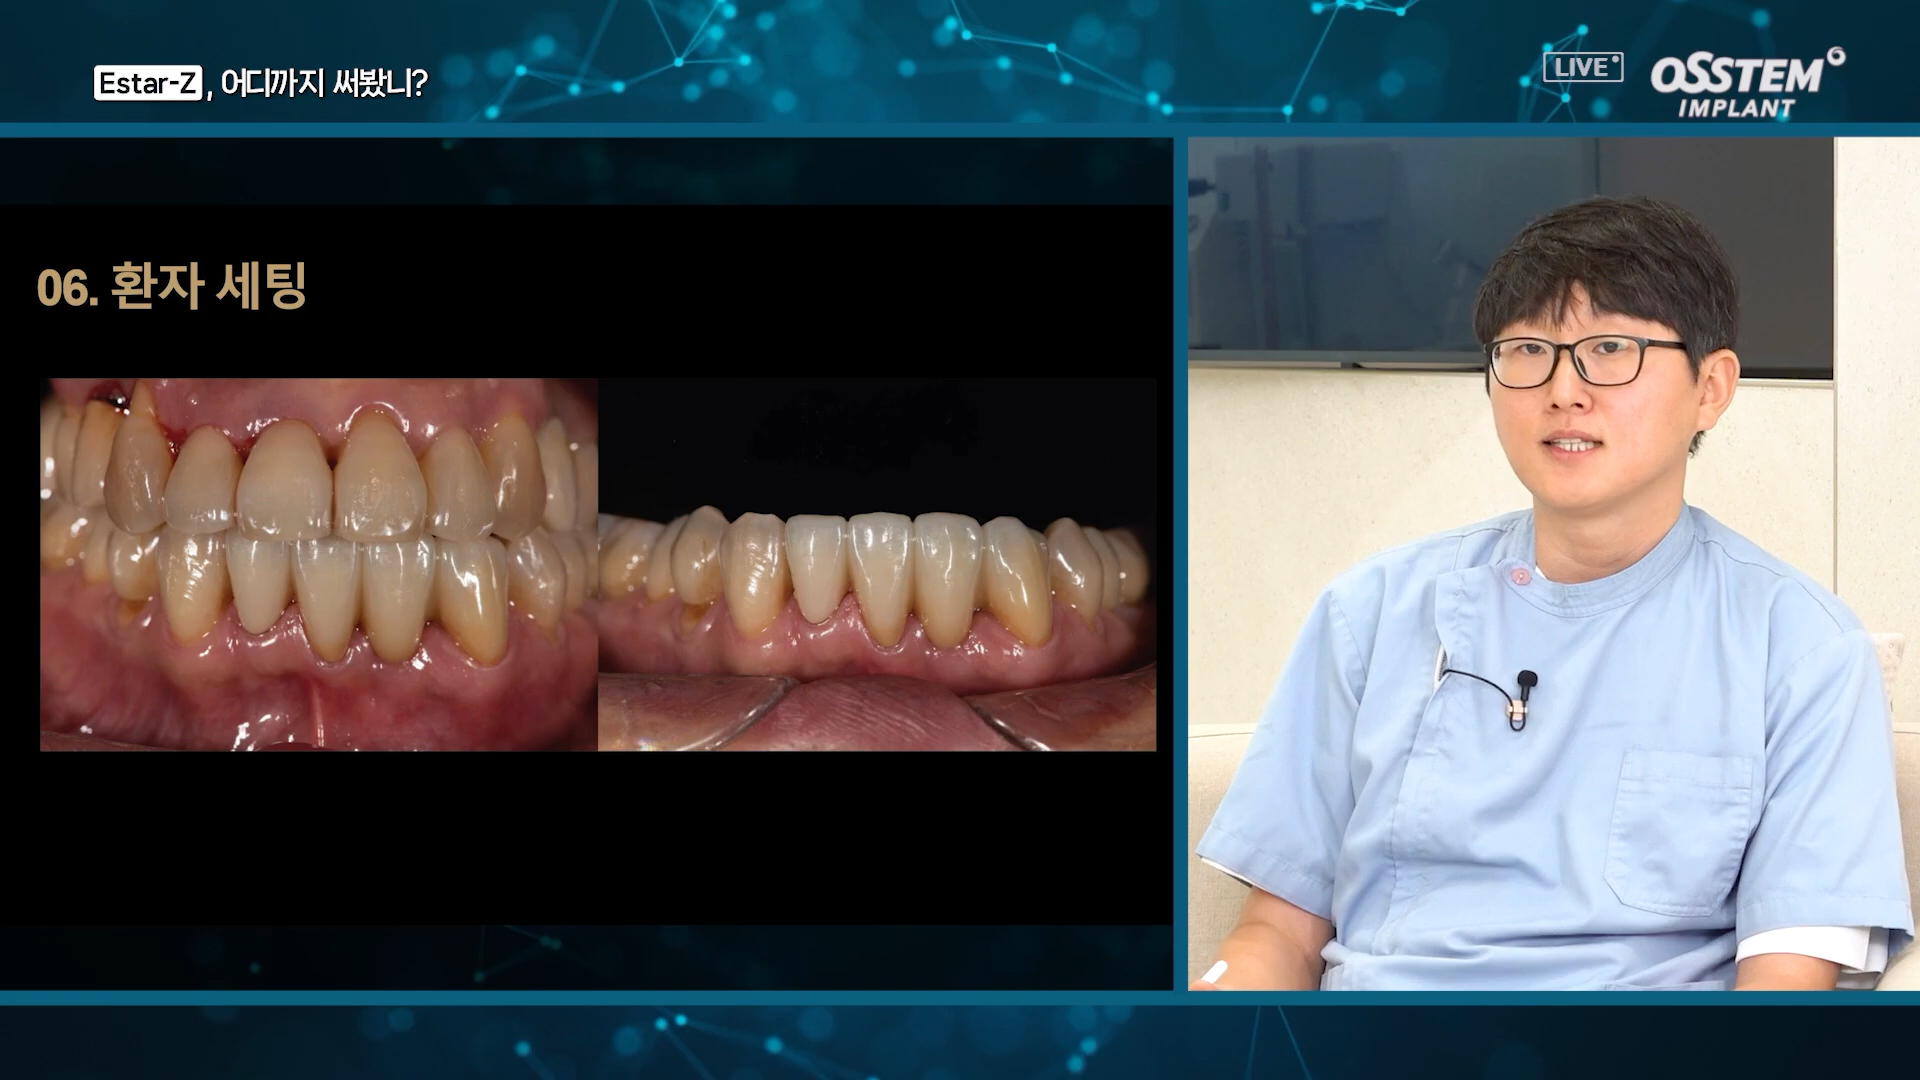 Estar-Z, 어디까지 써봤니?
LIVE
OSSTEM
IMPLANT
06. 환자 세팅